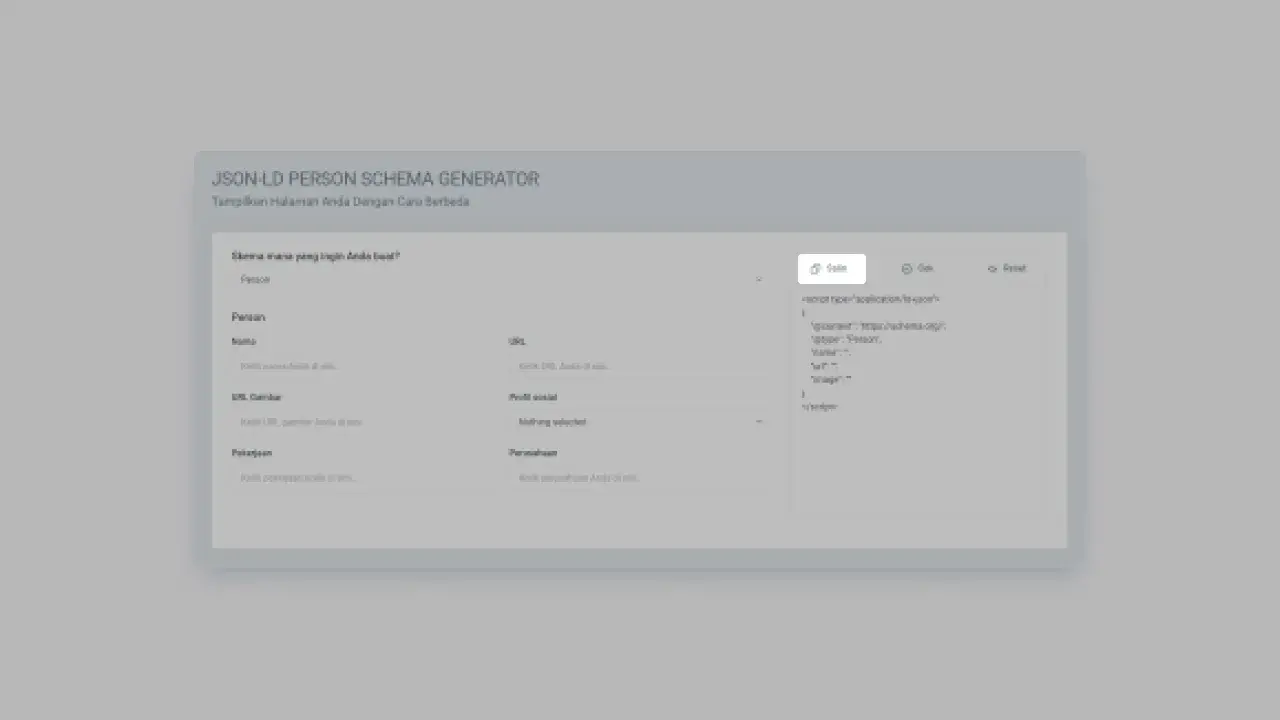 JSON-LD PERSON SCHEMA GENERATOR
Tampilkan Halaman Anda Dengan Cara Berbeda
Skema mana yang ingin Anda buat?
Person
Person
Nama
URL
Ketik nama Anda di sini..
Ketik URL Anda di sini..
URL Gambar
Profil sosial
Ketik URL gambar Anda di sini..
Nothing selected
Pekerjaan
Perusahaan
Ketik pekerjaan Anda di sini..
Ketik perusahaan Anda di sini..
Salin
Cek
Reset
<script type="application/ld+json">
{
"@context": "https://schema.org/",
"@type": "Person",
"name": "",
"url": "",
"image": ""
}
</script>